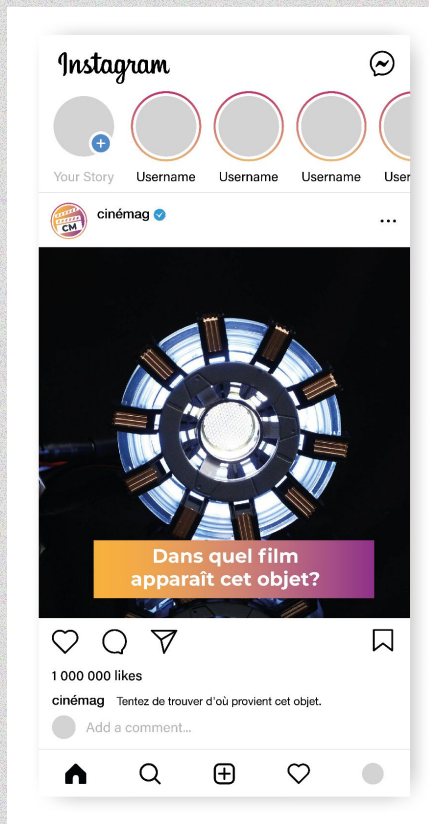 Instagram
Your Story
Username
Username
Username
User
cinémag
CM
Dans quel film
apparaît cet objet?
1 000 000 likes
cinémag Tentez de trouver d'où provient cet objet.
Add a comment...